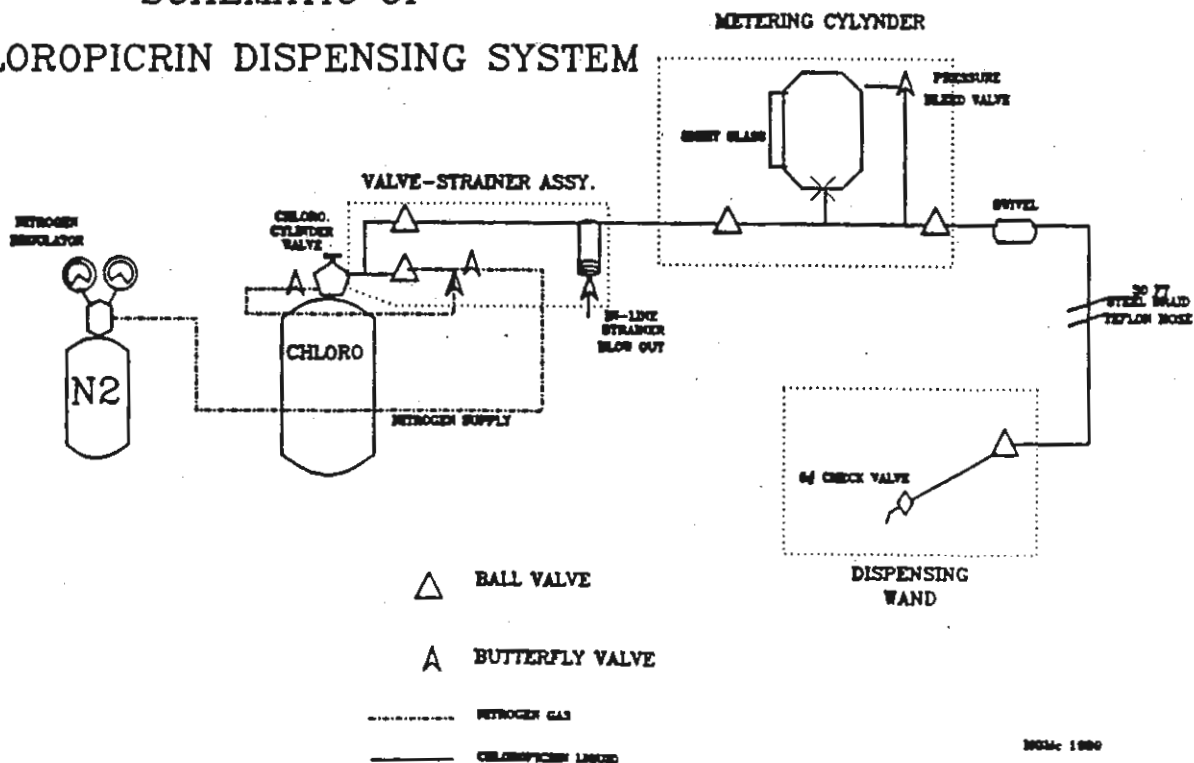 SCHEMATIC OF
LOROPICRIN DISPENSING SYSTEM
METERING CYLYNDER
PRESSURE
BLEED VALVE
SIGHT GLASS
VALVE-STRAINER ASSY.
CHLORO.
CYLINDER
VALVE
NITROGEN
REGULATOR
SWIVEL
30 FT
STEEL BRAID
TEFLON HOSE
IN-LINE
STRAINER
BLOW OUT
CHLORO
N2
NITROGEN SUPPLY
CHECK VALVE
DISPENSING
WAND
BALL VALVE
BUTTERFLY VALVE
NITROGEN GAS
CHLOROPICRIN LIQUID